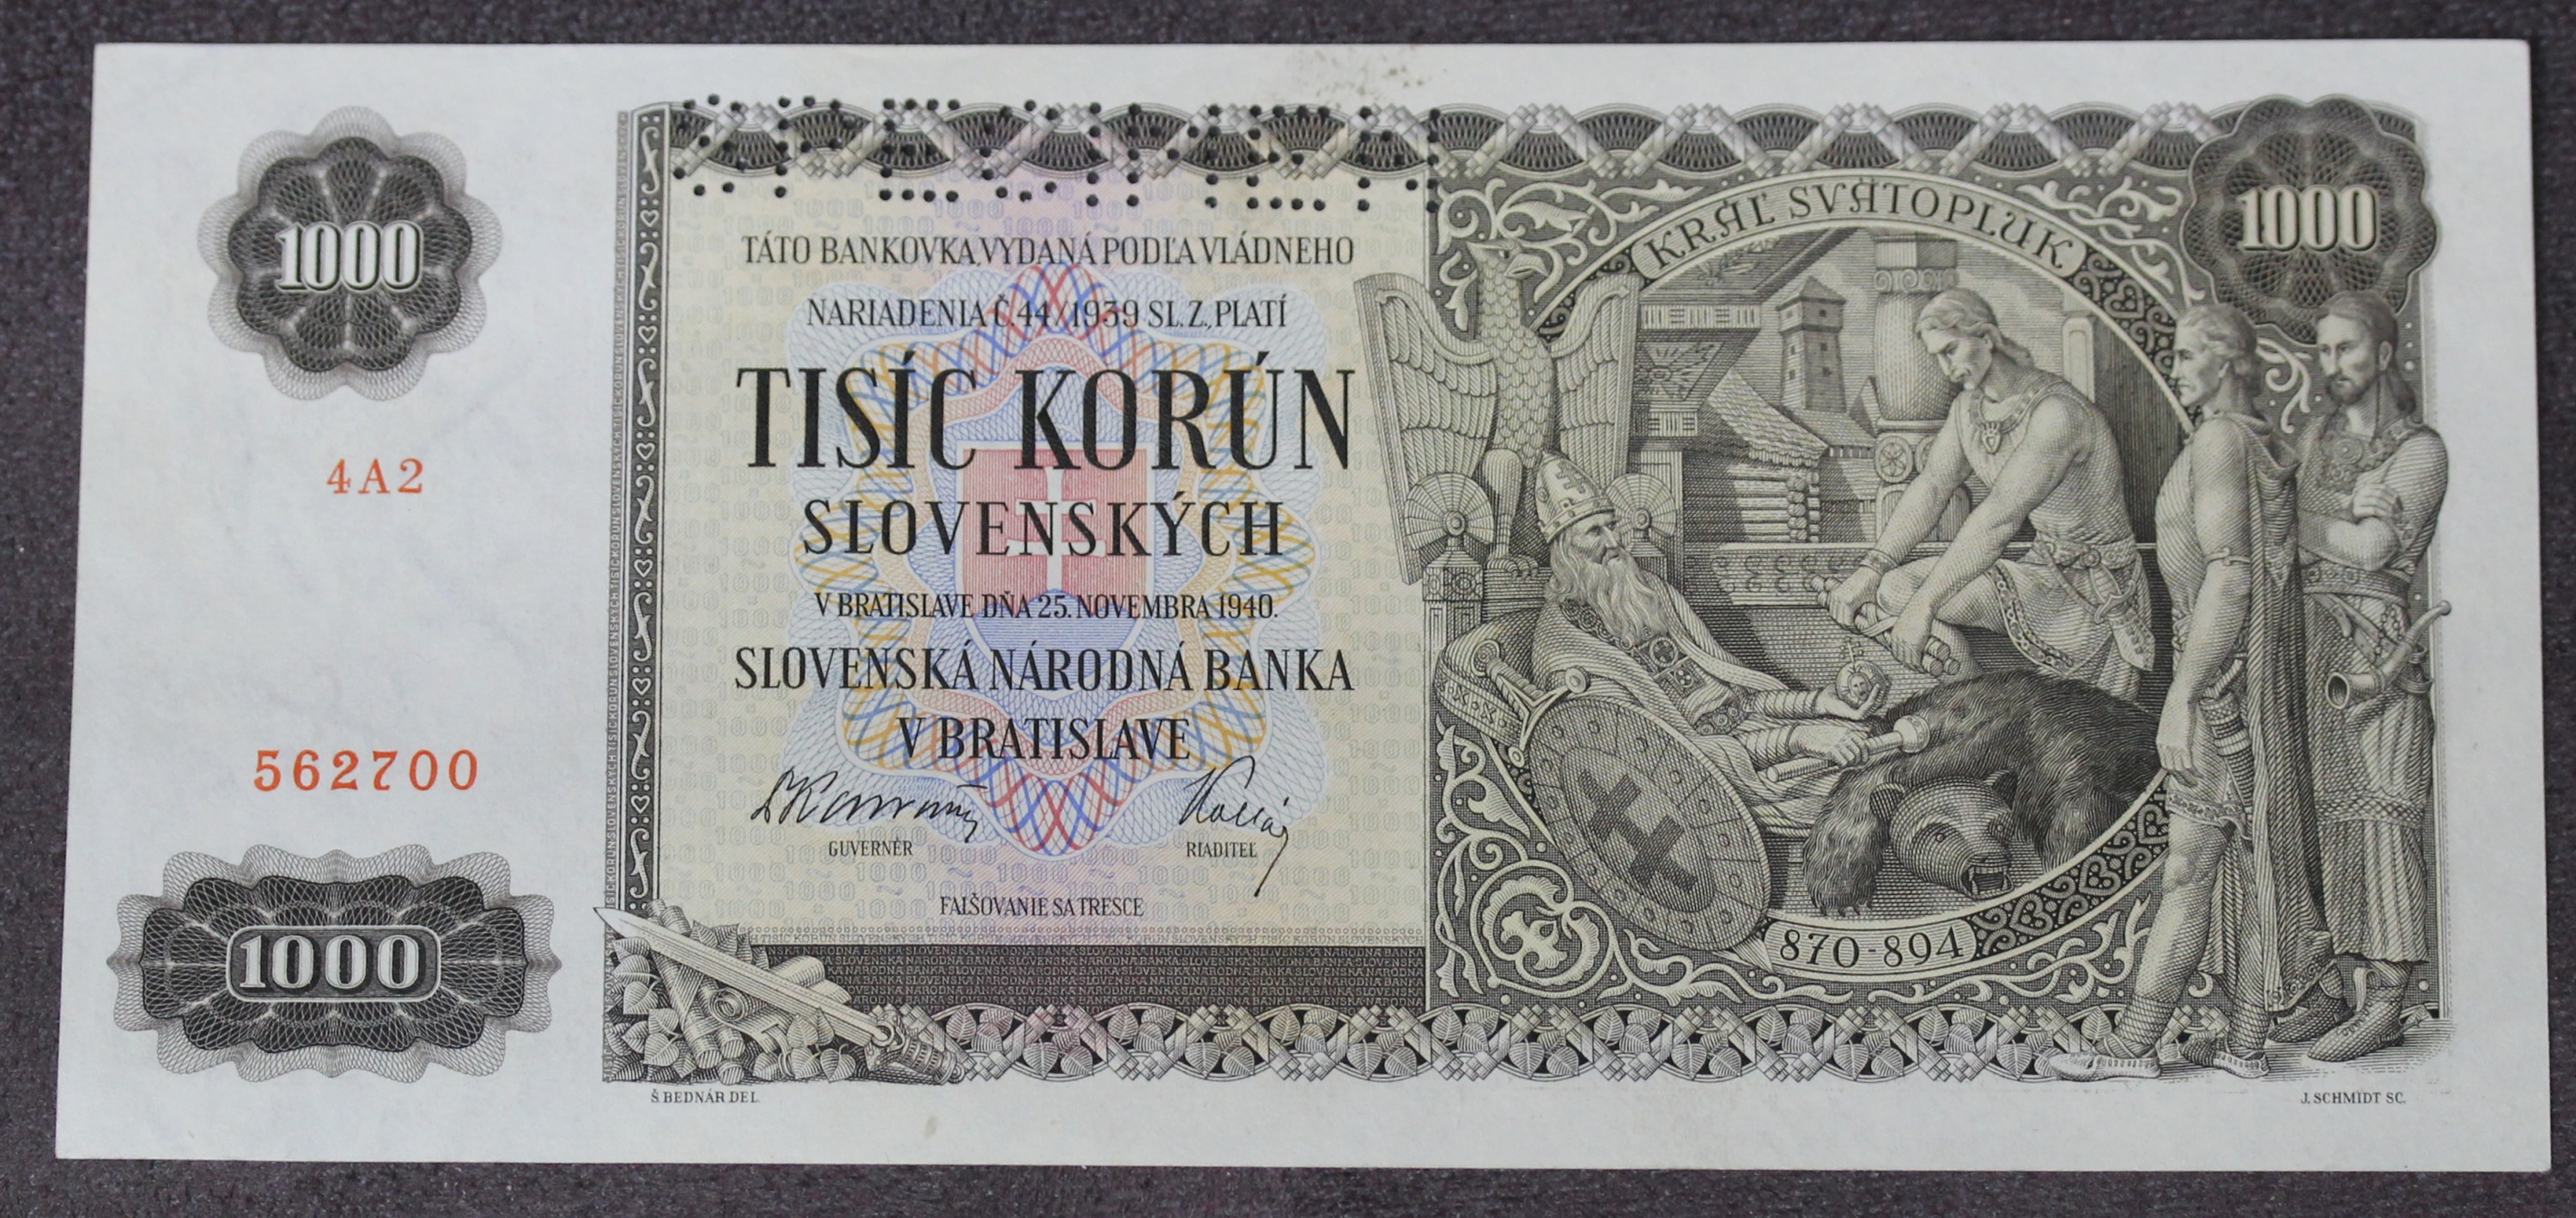 1000
4A2
562700
1000
SPECIMEN
TÁTO BANKOVKA, VYDANÁ PODĽA VLÁDNEHO
NARIADENIA Č 44/1939 SL. Z., PLATÍ
TISÍC KORÚN
SLOVENSKÝCH
V BRATISLAVE DŇA 25. NOVEMBRA 1940.
SLOVENSKÁ NÁRODNÁ BANKA
V BRATISLAVE
GUVERNÉR
RIADITEĽ
FALŠOVANIE SA TRESCE
KRÁĽ SVÄTOPLUK
1000
870-894
Š. BEDNÁR DEL.
J. SCHMIDT SC.